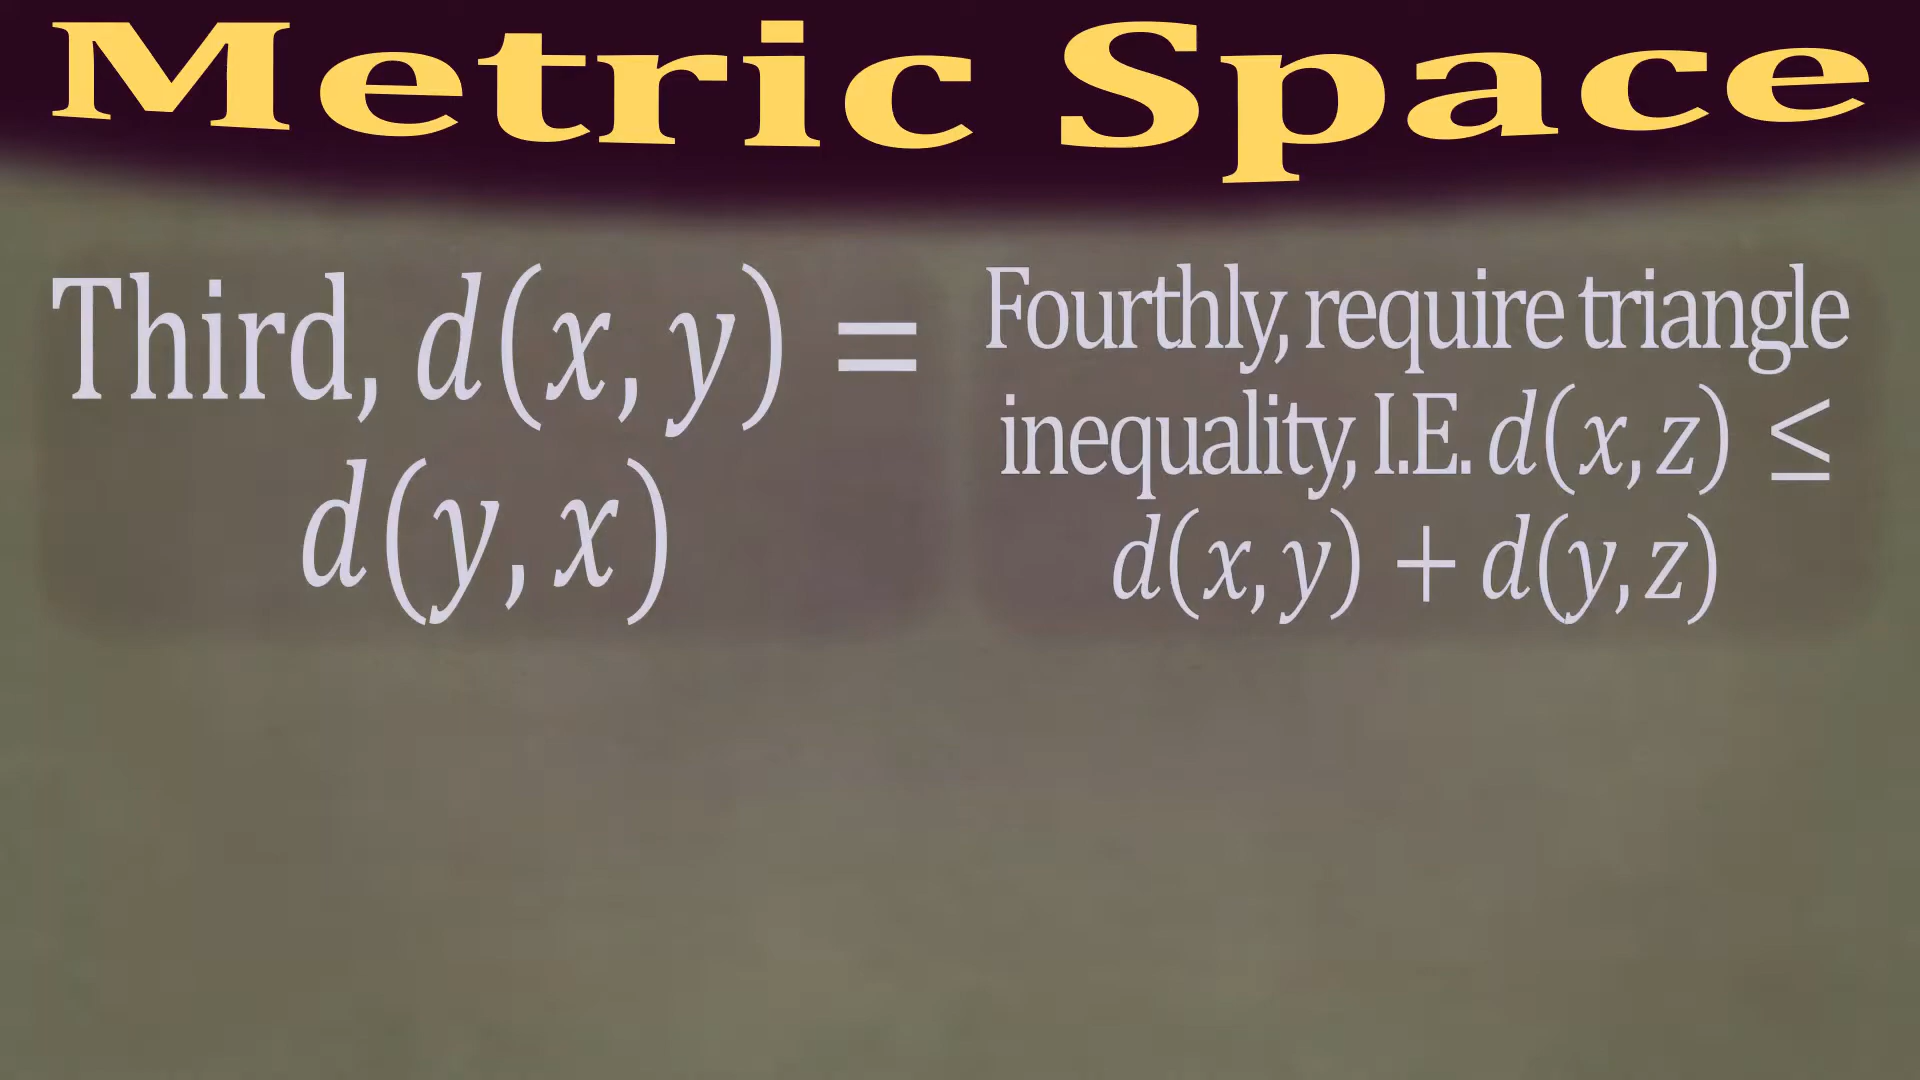 Metric Space
Third, d(x, y) =
d(y, x)
Fourthly, require triangle
inequality, I.E. d(x, z) ≤
d(x, y) + d(y, z)